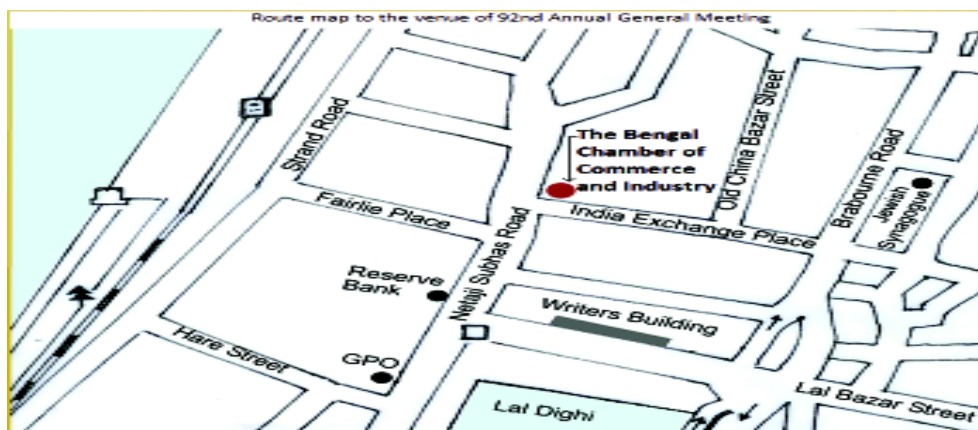 Route map to the venue of 92nd Annual General Meeting
Strand Road
The Bengal
Chamber of
Commerce
and Industry
Old China Bazar Street
Brabourne Road
Jewish
Synagogue
Fairlie Place
India Exchange Place
Netaji Subhas Road
Reserve
Bank
Writers Building
Hare Street
GPO
Lal Dighi
Lal Bazar Street